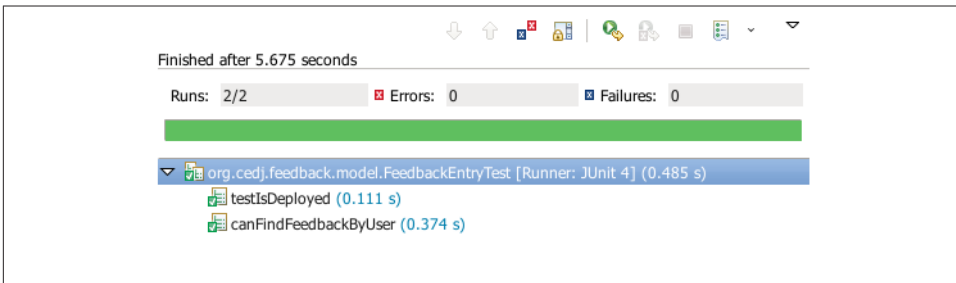 Finished after 5.675 seconds
Runs: 2/2 Errors: 0 Failures: 0
org.cedj.feedback.model.FeedbackEntryTest [Runner: JUnit 4] (0.485 s)
testIsDeployed (0.111 s)
canFindFeedbackByUser (0.374 s)